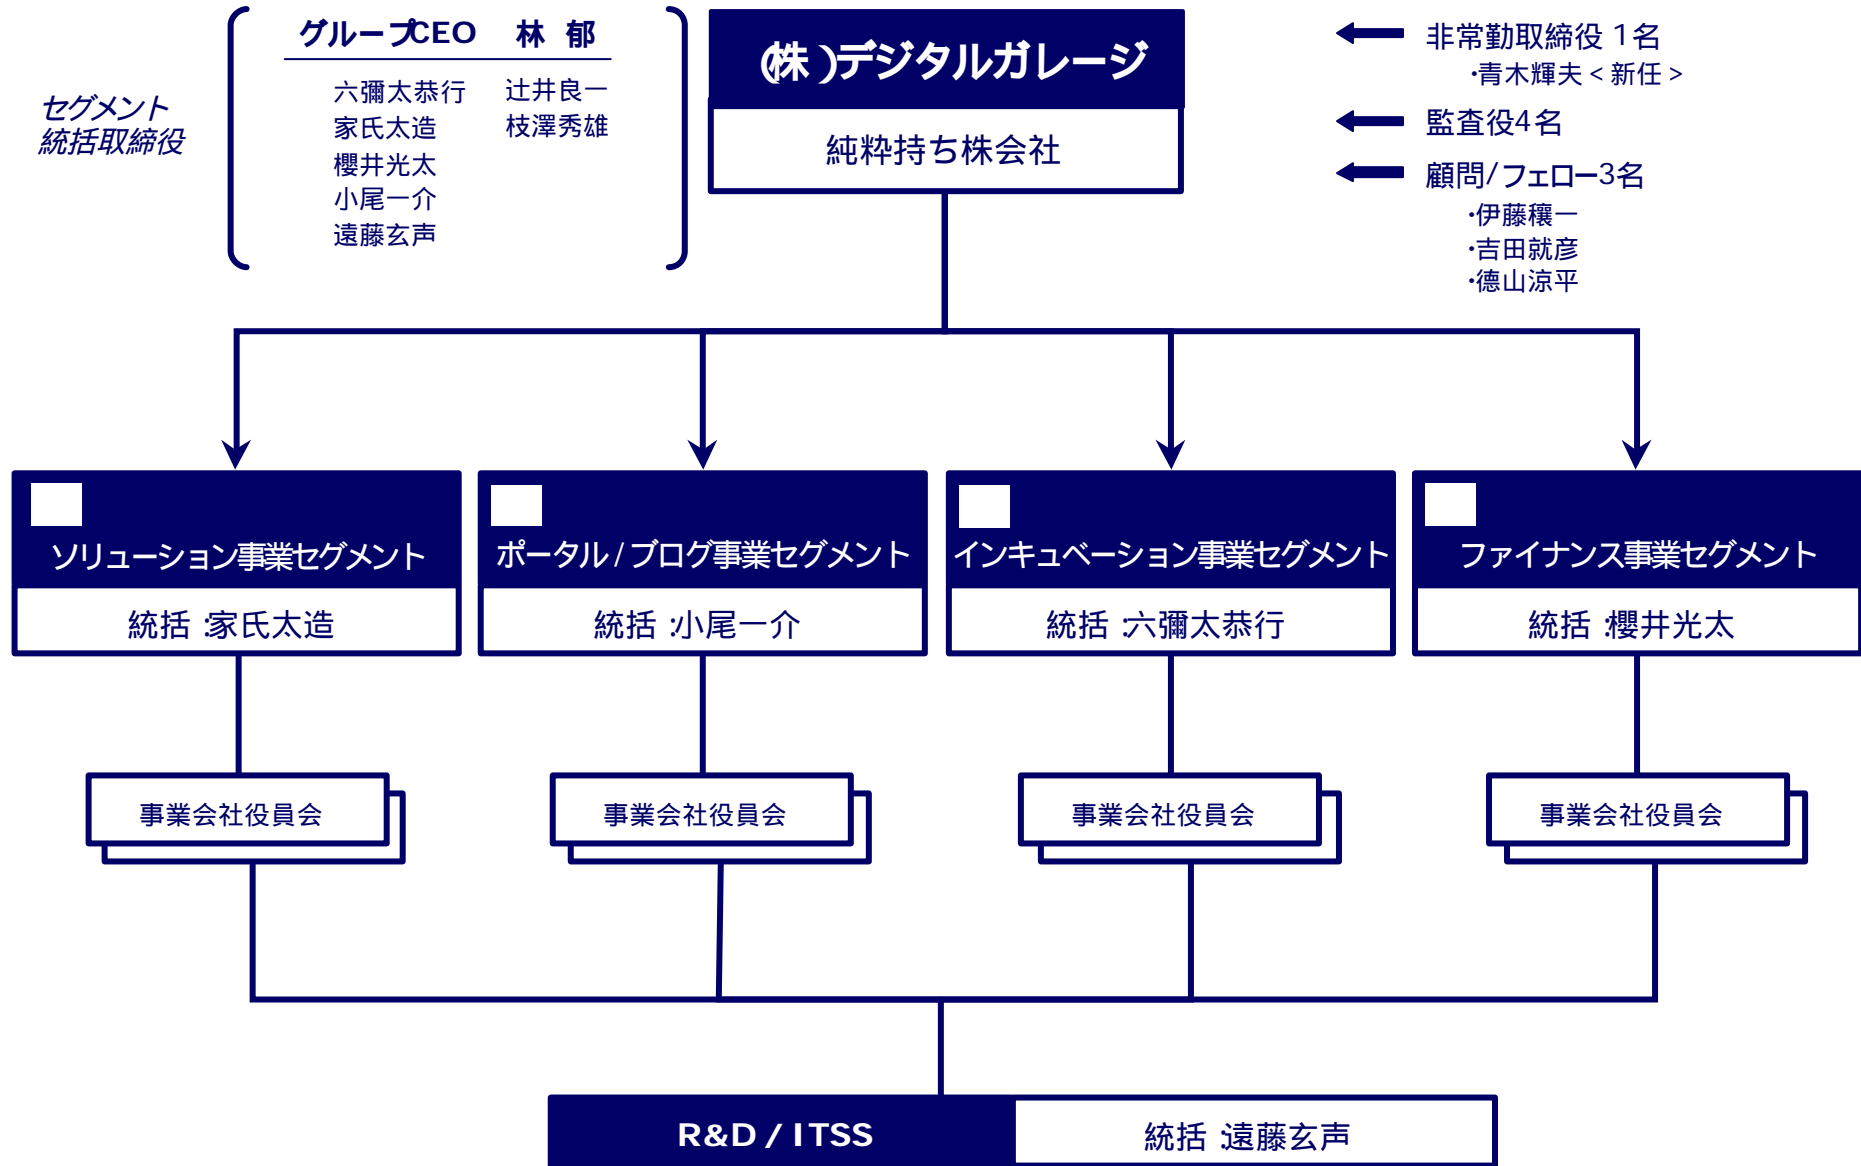 グループCEO 林 郁
六彌太恭行 辻井良一
家氏太造 枝澤秀雄
櫻井光太
小尾一介
遠藤玄声
セグメント
統括取締役
(株)デジタルガレージ
純粋持ち株会社
非常勤取締役 1名
・青木輝夫<新任>
監査役4名
顧問/フェロー3名
・伊藤穰一
・吉田就彦
・德山涼平
ソリューション事業セグメント
統括:家氏太造
ポータル/ブログ事業セグメント
統括:小尾一介
インキュベーション事業セグメント
統括:六彌太恭行
ファイナンス事業セグメント
統括:櫻井光太
事業会社役員会
事業会社役員会
事業会社役員会
事業会社役員会
R&D / ITSS
統括:遠藤玄声